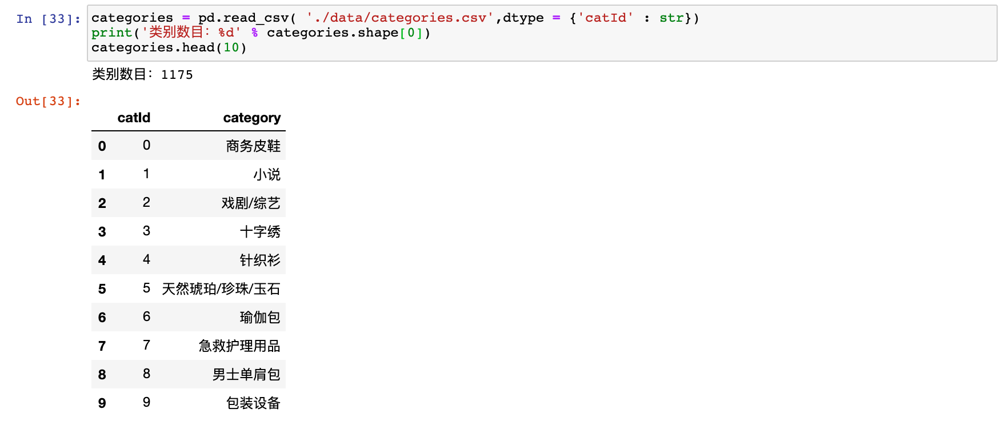 In [33]: categories = pd.read_csv( './data/categories.csv',dtype = {'catId' : str})
print('类别数目：%d' % categories.shape[0])
categories.head(10)
类别数目：1175
Out[33]:
catId category
0 0 商务皮鞋
1 1 小说
2 2 戏剧/综艺
3 3 十字绣
4 4 针织衫
5 5 天然琥珀/珍珠/玉石
6 6 瑜伽包
7 7 急救护理用品
8 8 男士单肩包
9 9 包装设备